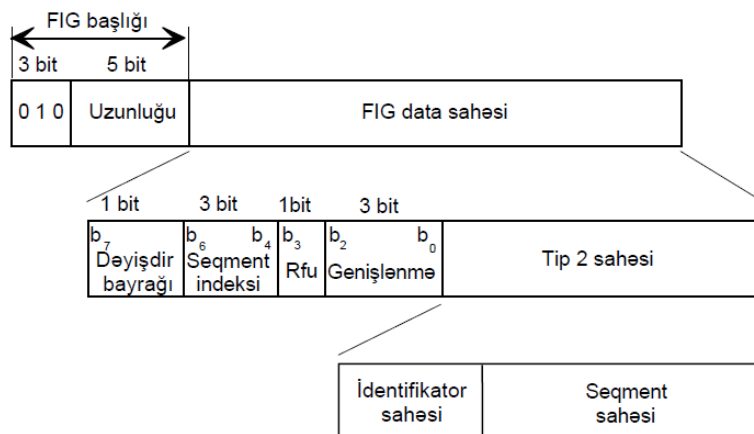 FIG başlığı
3 bit 5 bit
0 1 0 Uzunluğu FIG data sahəsi
1 bit 3 bit 1bit 3 bit
b7 b6 b4 b3 b2 b0
Dəyişdir bayrağı
Seqment indeksi
Rfu
Genişlənmə
Tip 2 sahəsi
İdentifikator sahəsi
Seqment sahəsi